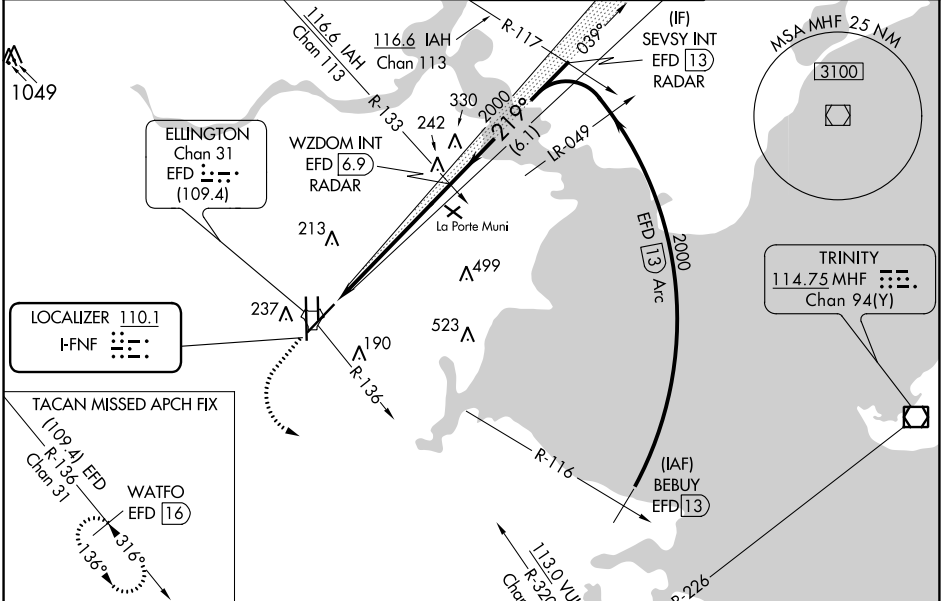 116.6 IAH
Chan 113
R-133
116.6 IAH
Chan 113
R-117
039°
(IF)
SEVSY INT
EFD 13
RADAR
MSA MHF 25 NM
3100
1049
ELLINGTON
Chan 31
EFD
(109.4)
WZDOM INT
EFD 6.9
RADAR
242
330
2000
219°
(6.1)
LR-049
La Porte Muni
213
499
EFD 13 Arc
2000
TRINITY
114.75 MHF
Chan 94(Y)
LOCALIZER 110.1
I-FNF
237
190
523
R-136
TACAN MISSED APCH FIX
(109.4) EFD
R-136
Chan 31
WATFO
EFD 16
316°
136°
R-116
(IAF)
BEBUY
EFD 13
113.0
R-320
R-226